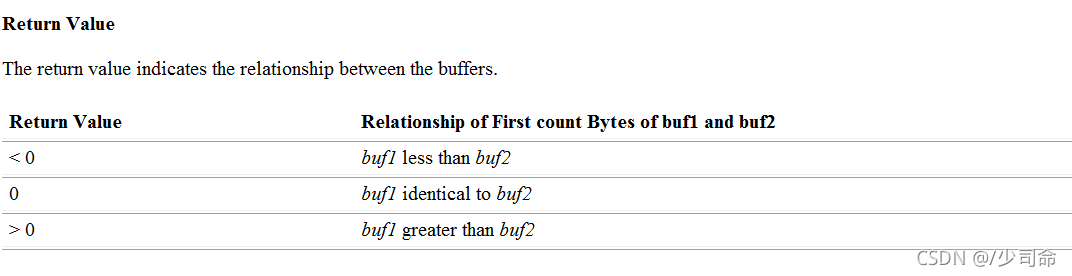 Return Value
The return value indicates the relationship between the buffers.
Return Value Relationship of First count Bytes of buf1 and buf2
< 0 buf1 less than buf2
0 buf1 identical to buf2
> 0 buf1 greater than buf2
CSDN @/少司命